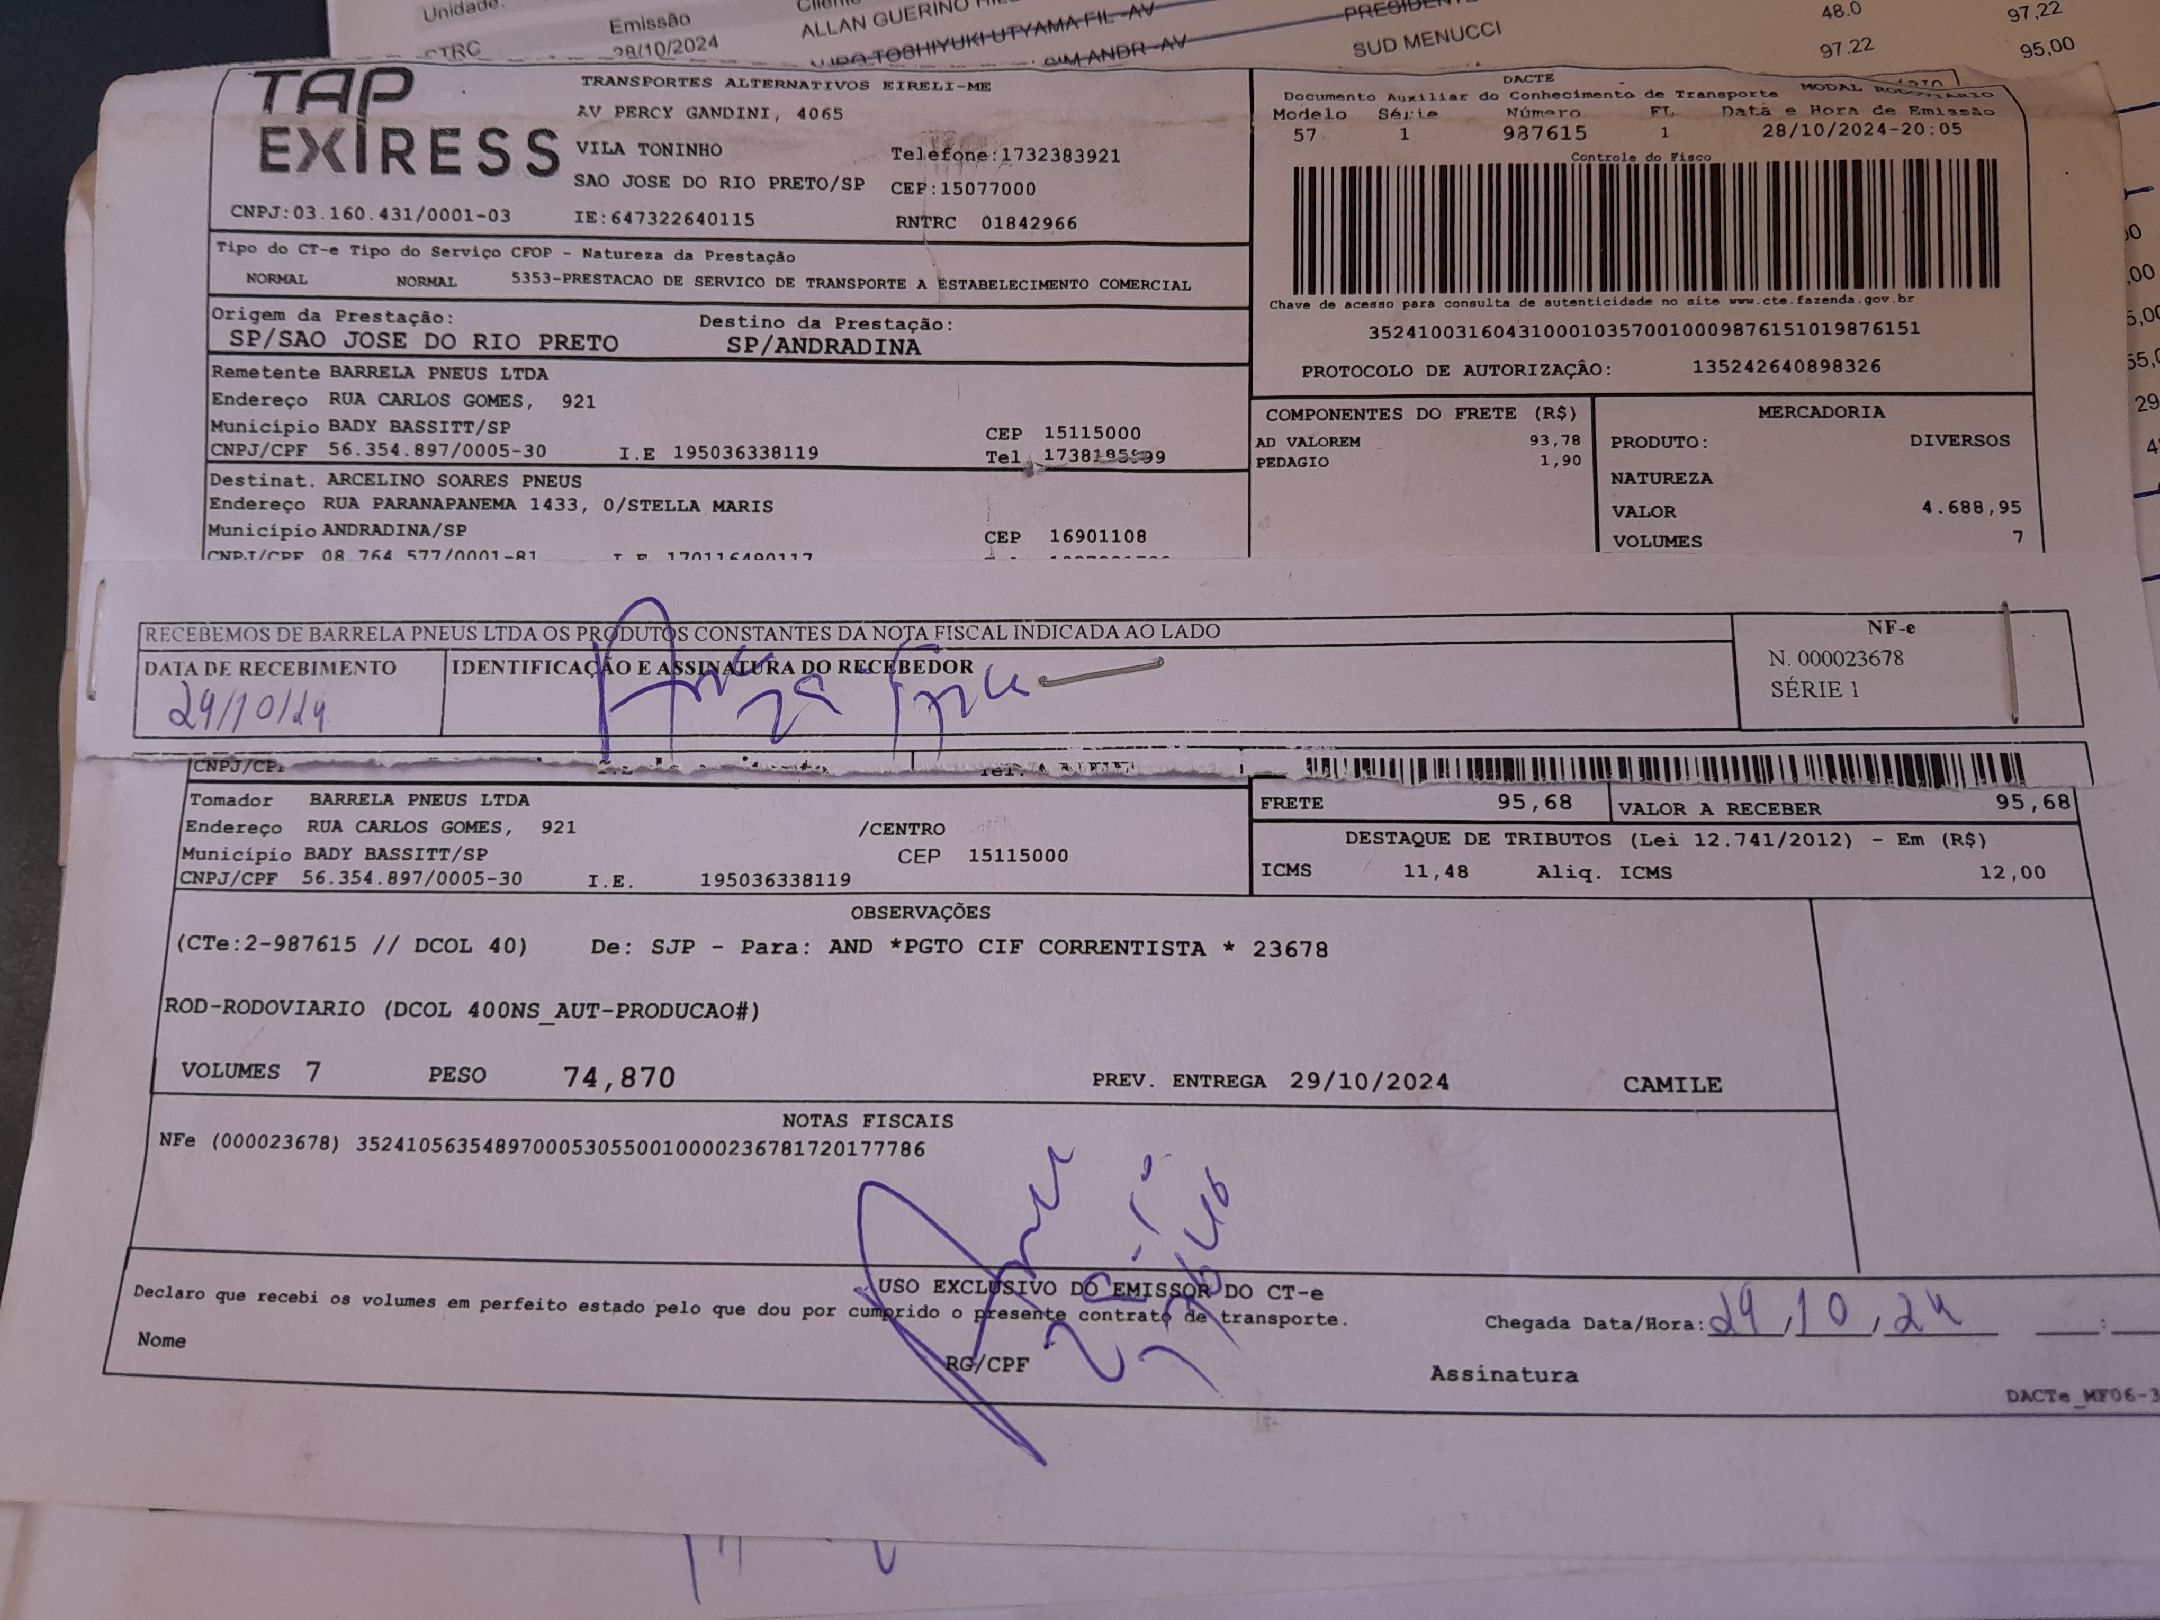 Unidade:
Emissão
ALLAN GUERINO
48.0
97,22
CTRC
28/10/2024
TOSHIYUKI UTYAMA FIL -AV
SUD MENUCCI
97.22
95,00
TAP
EXIRESS
TRANSPORTES ALTERNATIVOS EIRELI-ME
AV PERCY GANDINI, 4065
VILA TONINHO Telefone:1732383921
SAO JOSE DO RIO PRETO/SP CEP:15077000
CNPJ:03.160.431/0001-03 IE:647322640115 RNTRC 01842966
DACTE
Documento Auxiliar do Conhecimento de Transporte MODAL RODOVIARIO
Modelo Série Número FL Data e Hora de Emissão
57 1 987615 1 28/10/2024-20:05
Controle do Fisco
Chave de acesso para consulta de autenticidade no site www.cte.fazenda.gov.br
35241003160431000103570010009876151019876151
PROTOCOLO DE AUTORIZAÇÃO: 135242640898326
Tipo do CT-e Tipo do Serviço CFOP - Natureza da Prestação
NORMAL NORMAL 5353-PRESTACAO DE SERVICO DE TRANSPORTE A ESTABELECIMENTO COMERCIAL
Origem da Prestação: Destino da Prestação:
SP/SAO JOSE DO RIO PRETO SP/ANDRADINA
Remetente BARRELA PNEUS LTDA
Endereço RUA CARLOS GOMES, 921
Município BADY BASSITT/SP CEP 15115000
CNPJ/CPF 56.354.897/0005-30 I.E 195036338119 Tel
Destinat. ARCELINO SOARES PNEUS
Endereço RUA PARANAPANEMA 1433, 0/STELLA MARIS
Município ANDRADINA/SP CEP 16901108
CNPJ/CPF 08.764.577/0001-81 I.E 170116490117
COMPONENTES DO FRETE (R$)
AD VALOREM 93,78
PEDAGIO 1,90
MERCADORIA
PRODUTO: DIVERSOS
NATUREZA
VALOR 4.688,95
VOLUMES 7
RECEBEMOS DE BARRELA PNEUS LTDA OS PRODUTOS CONSTANTES DA NOTA FISCAL INDICADA AO LADO
DATA DE RECEBIMENTO IDENTIFICAÇÃO E ASSINATURA DO RECEBEDOR
29/10/24
NF-e
N. 000023678
SÉRIE 1
Tomador BARRELA PNEUS LTDA
Endereço RUA CARLOS GOMES, 921 /CENTRO
Município BADY BASSITT/SP CEP 15115000
CNPJ/CPF 56.354.897/0005-30 I.E. 195036338119
FRETE 95,68 VALOR A RECEBER 95,68
DESTAQUE DE TRIBUTOS (Lei 12.741/2012) - Em (R$)
ICMS 11,48 Aliq. ICMS 12,00
OBSERVAÇÕES
(CTe:2-987615 // DCOL 40) De: SJP - Para: AND *PGTO CIF CORRENTISTA * 23678
ROD-RODOVIARIO (DCOL 400NS_AUT-PRODUCAO#)
VOLUMES 7 PESO 74,870 PREV. ENTREGA 29/10/2024 CAMILE
NOTAS FISCAIS
NFe (000023678) 35241056354897000530550010000236781720177786
USO EXCLUSIVO DO EMISSOR DO CT-e
Declaro que recebi os volumes em perfeito estado pelo que dou por cumprido o presente contrato de transporte.
Chegada Data/Hora: 29/10/24 :
Nome RG/CPF Assinatura
DACTe_MF06-3